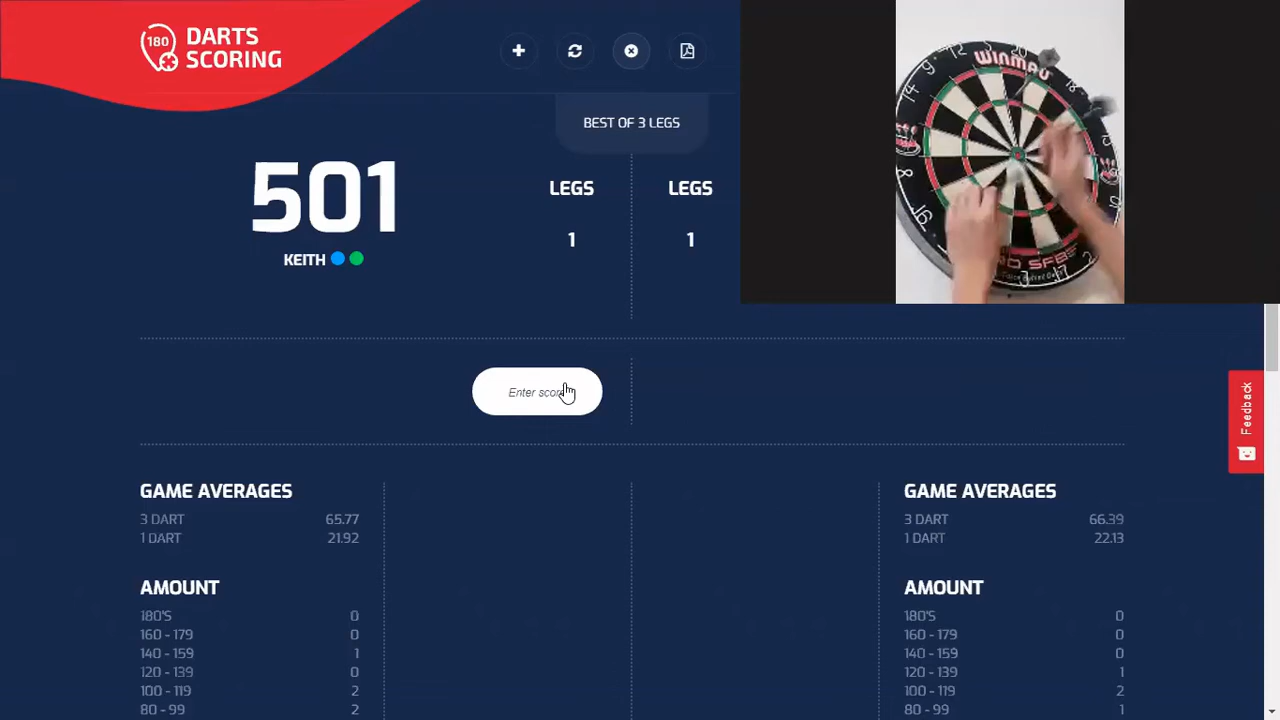 180 DARTS
SCORING
BEST OF 3 LEGS
501
KEITH
LEGS
1
LEGS
1
WINMAU
Enter scor
Feedback
GAME AVERAGES
3 DART 65.77
1 DART 21.92
AMOUNT
180'S 0
160 - 179 0
140 - 159 1
120 - 139 0
100 - 119 2
80 - 99 2
GAME AVERAGES
3 DART 66.39
1 DART 22.13
AMOUNT
180'S 0
160 - 179 0
140 - 159 0
120 - 139 1
100 - 119 2
80 - 99 1